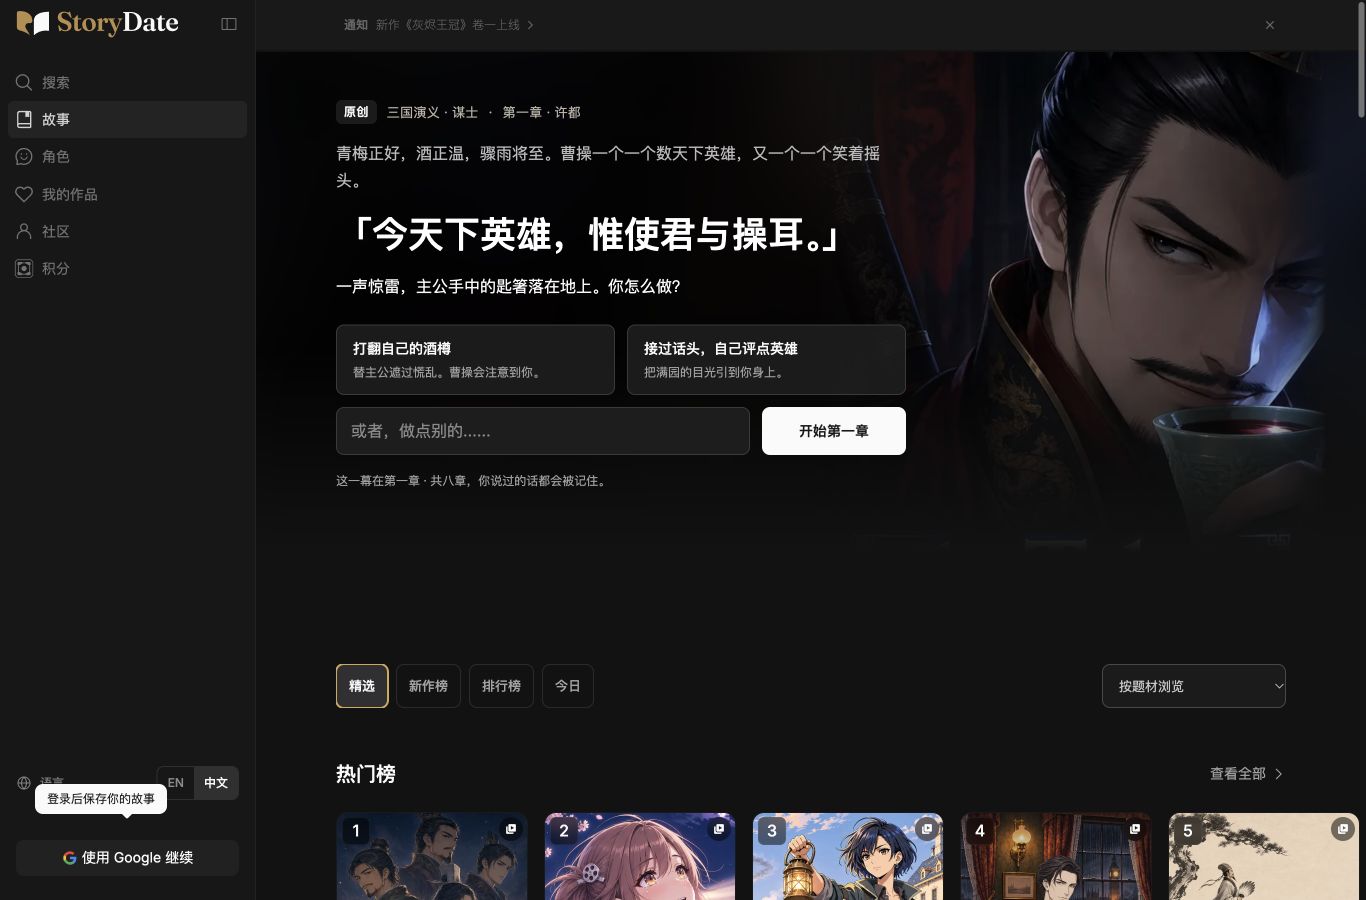 StoryDate
搜索
故事
角色
我的作品
社区
积分
语言
EN
中文
登录后保存你的故事
使用 Google 继续
通知 新作《灰烬王冠》卷一上线
原创 三国演义 · 谋士 · 第一章 · 许都
青梅正好，酒正温，骤雨将至。曹操一个一个数天下英雄，又一个一个笑着摇
头。
「今天下英雄，惟使君与操耳。」
一声惊雷，主公手中的匙箸落在地上。你怎么做?
打翻自己的酒樽
替主公遮过慌乱。曹操会注意到你。
接过话头，自己评点英雄
把满园的目光引到你身上。
或者，做点别的……
开始第一章
这一幕在第一章 · 共八章，你说过的话都会被记住。
精选
新作榜
排行榜
今日
按题材浏览
热门榜
查看全部
1
2
3
4
5